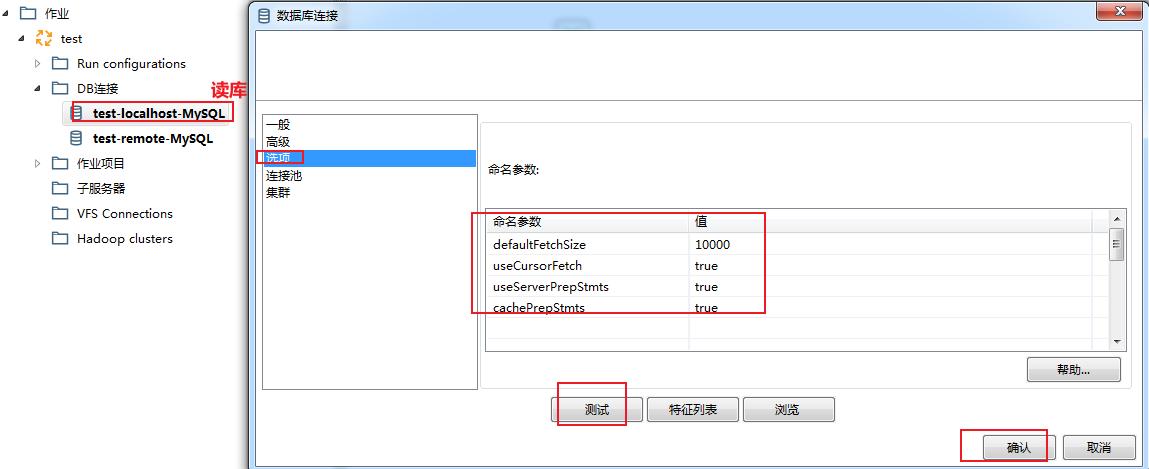 作业
test
Run configurations
DB连接
读库
test-localhost-MySQL
test-remote-MySQL
作业项目
子服务器
VFS Connections
Hadoop clusters
数据库连接
一般
高级
选项
连接池
集群
命名参数:
命名参数 值
defaultFetchSize 10000
useCursorFetch true
useServerPrepStmts true
cachePrepStmts true
帮助...
测试 特征列表 浏览
确认 取消